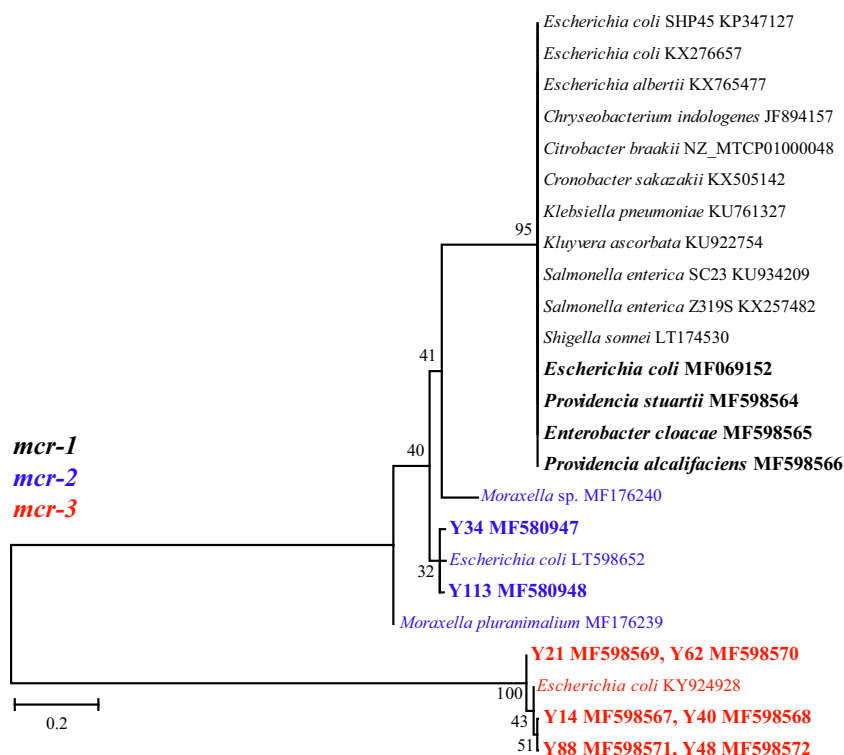 Escherichia coli SHP45 KP347127
Escherichia coli KX276657
Escherichia albertii KX765477
Chryseobacterium indologenes JF894157
Citrobacter braakii NZ_MTCP01000048
Cronobacter sakazakii KX505142
Klebsiella pneumoniae KU761327
95
Kluyvera ascorbata KU922754
Salmonella enterica SC23 KU934209
Salmonella enterica Z319S KX257482
Shigella sonnei LT174530
41
Escherichia coli MF069152
Providencia stuartii MF598564
Enterobacter cloacae MF598565
Providencia alcalifaciens MF598566
40
mcr-1
mcr-2
mcr-3
Moraxella sp. MF176240
Y34 MF580947
Escherichia coli LT598652
32
Y113 MF580948
Moraxella pluranimalium MF176239
Y21 MF598569, Y62 MF598570
100
Escherichia coli KY924928
43
Y14 MF598567, Y40 MF598568
51
Y88 MF598571, Y48 MF598572
0.2